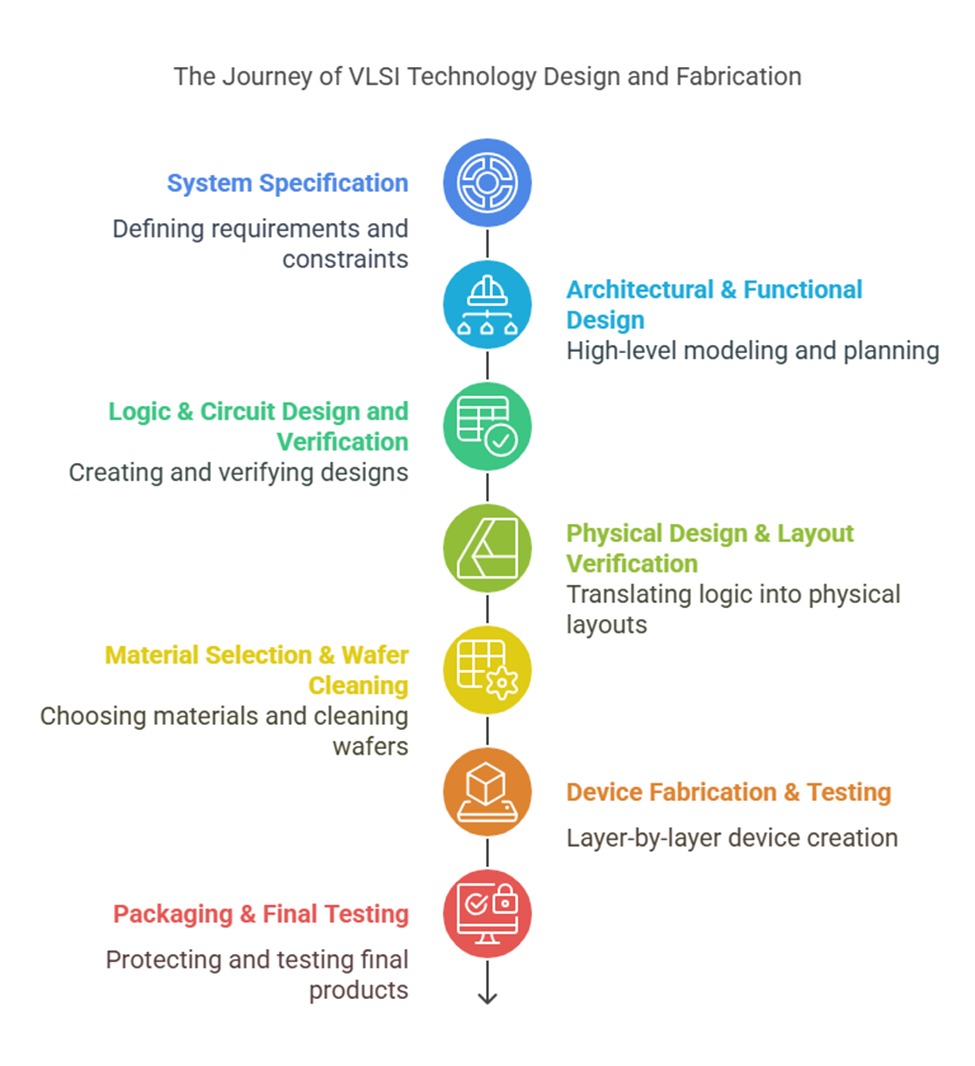 The Journey of VLSI Technology Design and Fabrication
System Specification
Defining requirements and
constraints
Architectural & Functional
Design
High-level modeling and planning
Logic & Circuit Design and
Verification
Creating and verifying designs
Physical Design & Layout
Verification
Translating logic into physical
layouts
Material Selection & Wafer
Cleaning
Choosing materials and cleaning
wafers
Device Fabrication & Testing
Layer-by-layer device creation
Packaging & Final Testing
Protecting and testing final
products